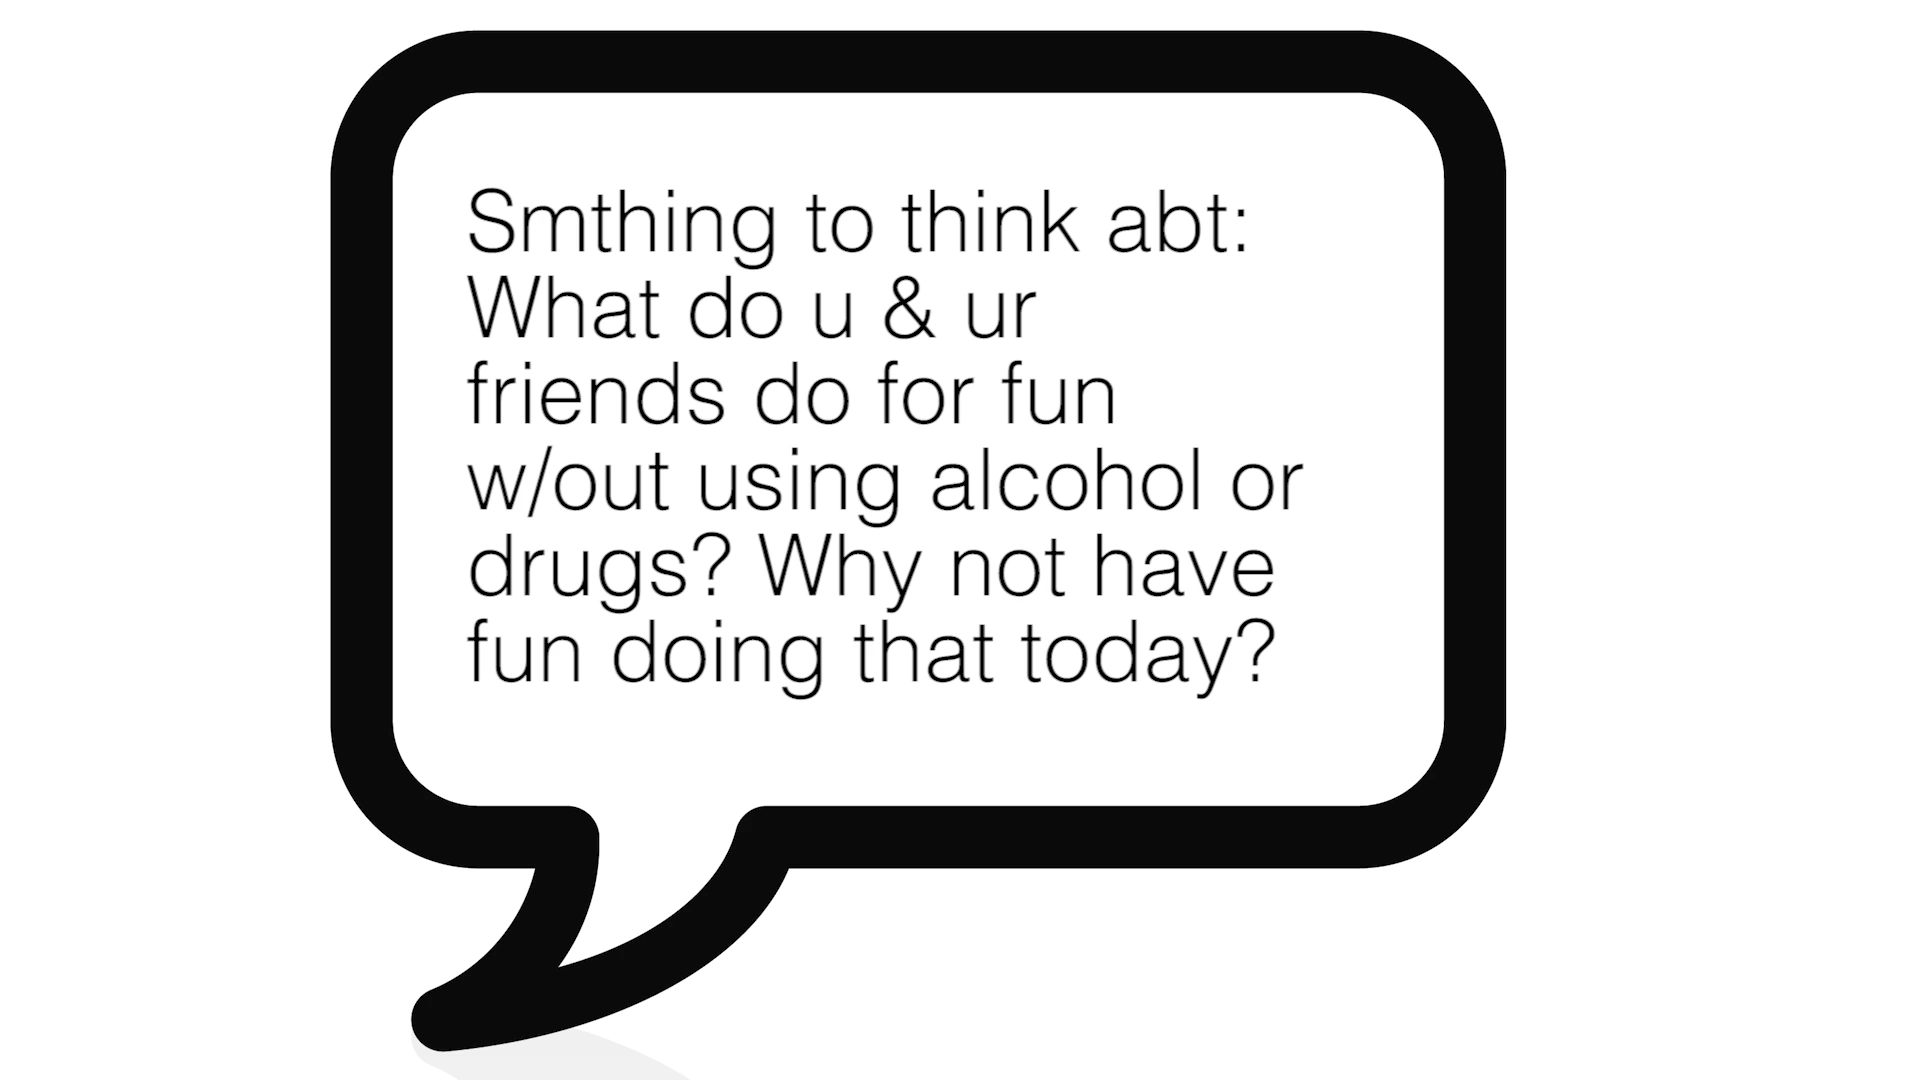 Smthing to think abt:
What do u & ur
friends do for fun
w/out using alcohol or
drugs? Why not have
fun doing that today?